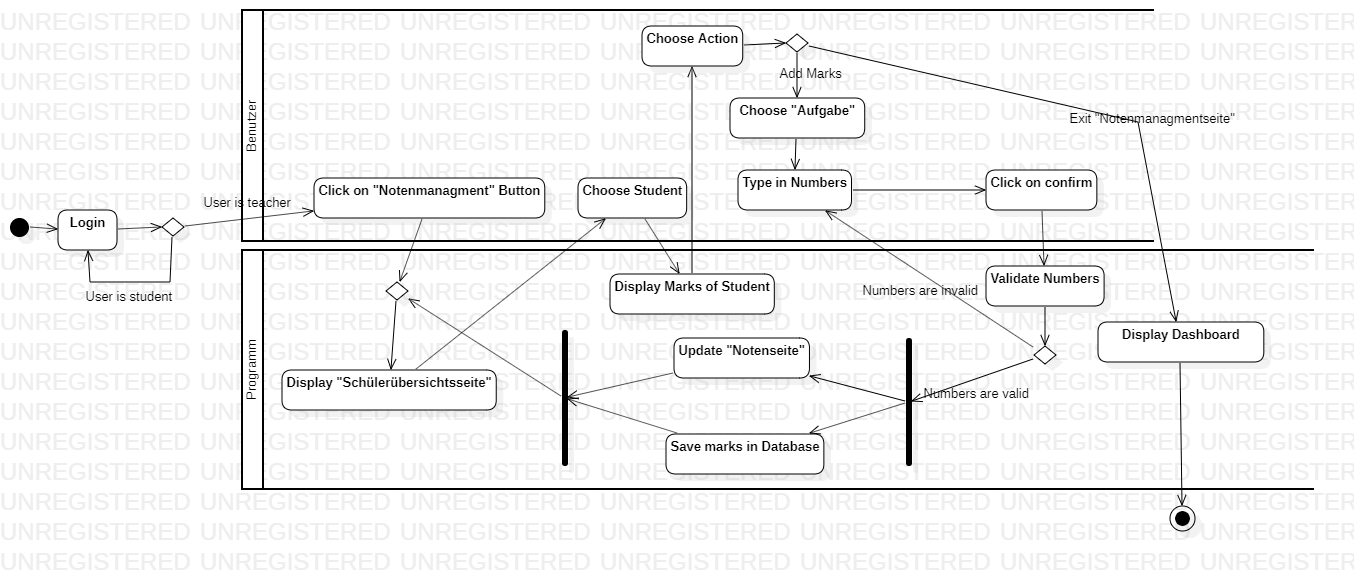 UNREGISTERED UNREGISTERED UNREGISTERED UNREGISTERED UNREGISTERED UNREGISTERED UNREGISTERED
Choose Action
Add Marks
Benutzer
Choose "Aufgabe"
Exit "Notenmanagmentseite"
User is teacher
Click on "Notenmanagment" Button
Choose Student
Type in Numbers
Click on confirm
Login
User is student
Programm
Display Marks of Student
Numbers are invalid
Validate Numbers
Display Dashboard
Update "Notenseite"
Display "Schülerübersichtsseite"
Numbers are valid
Save marks in Database